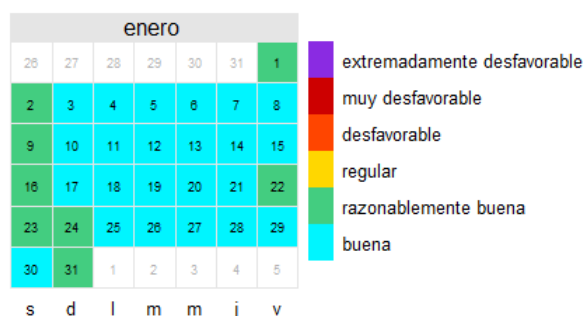 enero
26 27 28 29 30 31 1
2 3 4 5 6 7 8
9 10 11 12 13 14 15
16 17 18 19 20 21 22
23 24 25 26 27 28 29
30 31 1 2 3 4 5
s d l m m j v
extremadamente desfavorable
muy desfavorable
desfavorable
regular
razonablemente buena
buena